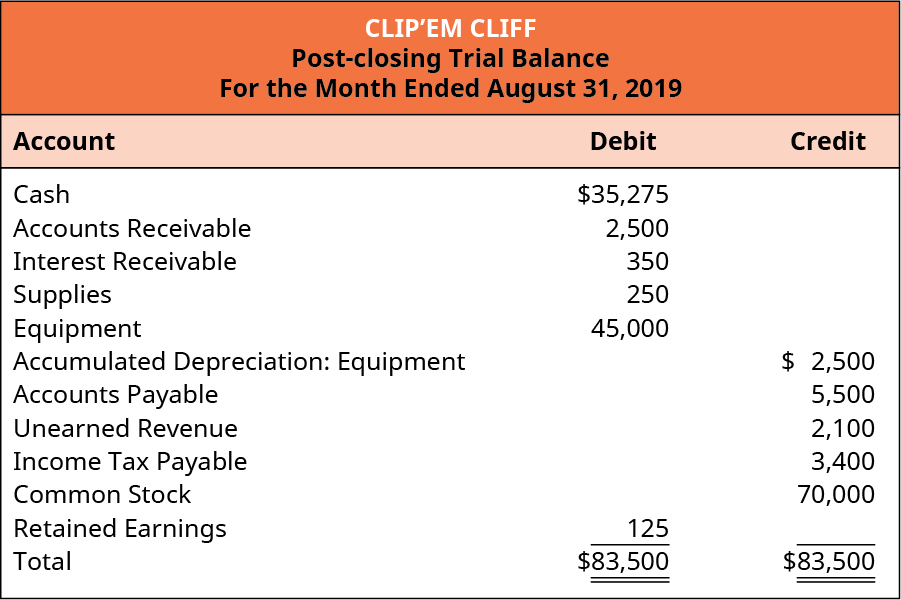 CLIP’EM CLIFF
Post-closing Trial Balance
For the Month Ended August 31, 2019
Account Debit Credit
Cash $35,275
Accounts Receivable 2,500
Interest Receivable 350
Supplies 250
Equipment 45,000
Accumulated Depreciation: Equipment $ 2,500
Accounts Payable 5,500
Unearned Revenue 2,100
Income Tax Payable 3,400
Common Stock 70,000
Retained Earnings 125
Total $83,500 $83,500